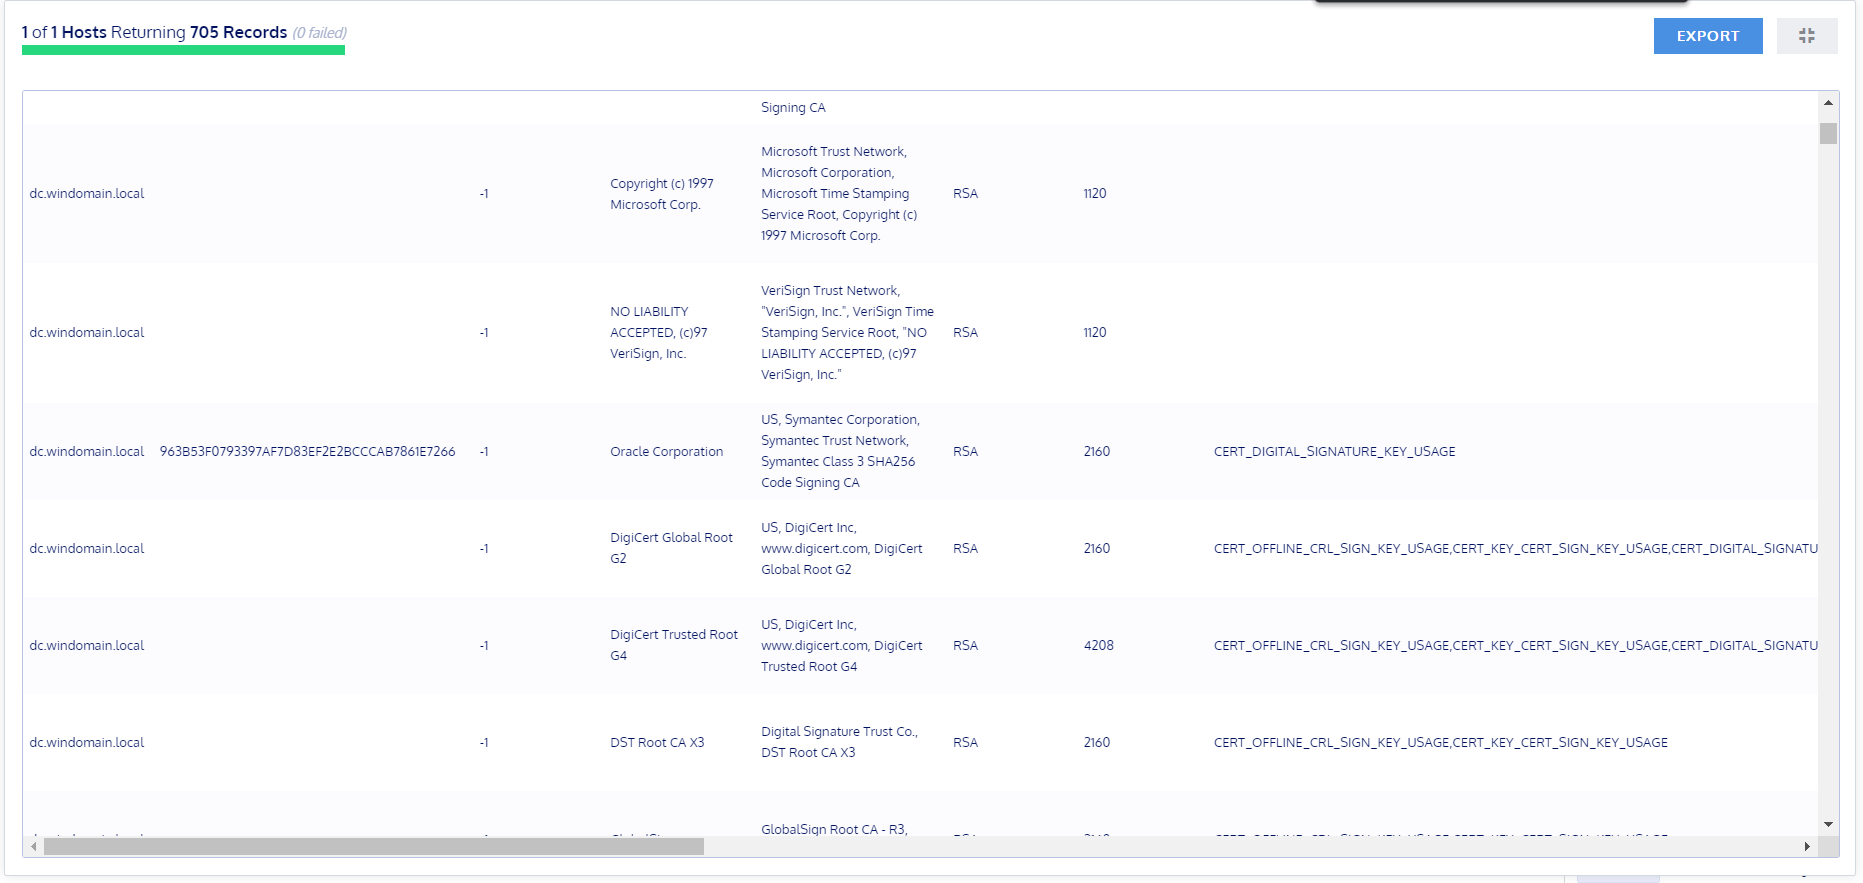 1 of 1 Hosts Returning 705 Records (0 failed)
EXPORT
Signing CA
dc.windomain.local -1 Copyright (c) 1997 Microsoft Corp. Microsoft Trust Network, Microsoft Corporation, Microsoft Time Stamping Service Root, Copyright (c) 1997 Microsoft Corp. RSA 1120
dc.windomain.local -1 NO LIABILITY ACCEPTED, (c)97 VeriSign, Inc. VeriSign Trust Network, "VeriSign, Inc.", VeriSign Time Stamping Service Root, "NO LIABILITY ACCEPTED, (c)97 VeriSign, Inc." RSA 1120
dc.windomain.local 963B53F0793397AF7D83EF2E2BCCCAB7861E7266 -1 Oracle Corporation US, Symantec Corporation, Symantec Trust Network, Symantec Class 3 SHA256 Code Signing CA RSA 2160 CERT_DIGITAL_SIGNATURE_KEY_USAGE
dc.windomain.local -1 DigiCert Global Root G2 US, DigiCert Inc, www.digicert.com, DigiCert Global Root G2 RSA 2160 CERT_OFFLINE_CRL_SIGN_KEY_USAGE,CERT_KEY_CERT_SIGN_KEY_USAGE,CERT_DIGITAL_SIGNATU
dc.windomain.local -1 DigiCert Trusted Root G4 US, DigiCert Inc, www.digicert.com, DigiCert Trusted Root G4 RSA 4208 CERT_OFFLINE_CRL_SIGN_KEY_USAGE,CERT_KEY_CERT_SIGN_KEY_USAGE,CERT_DIGITAL_SIGNATU
dc.windomain.local -1 DST Root CA X3 Digital Signature Trust Co., DST Root CA X3 RSA 2160 CERT_OFFLINE_CRL_SIGN_KEY_USAGE,CERT_KEY_CERT_SIGN_KEY_USAGE
GlobalSign Root CA - R3,